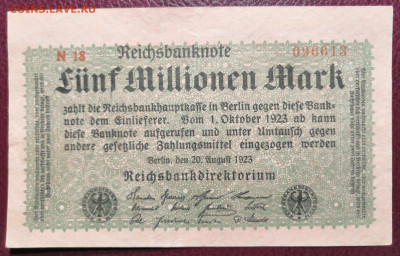 МОНЕТЫ.LAVE.RU
N 18 Reichsbanknote 096613
Fünf Millionen Mark
zahlt die Reichsbankhauptkasse in Berlin gegen diese Bank-
note dem Einlieferer. Vom 1. Oktober 1923 ab kann
diese Banknote aufgerufen und unter Umtausch gegen
andere gesetzliche Zahlungsmittel eingezogen werden
Berlin, den 20. August 1923
Reichsbankdirektorium